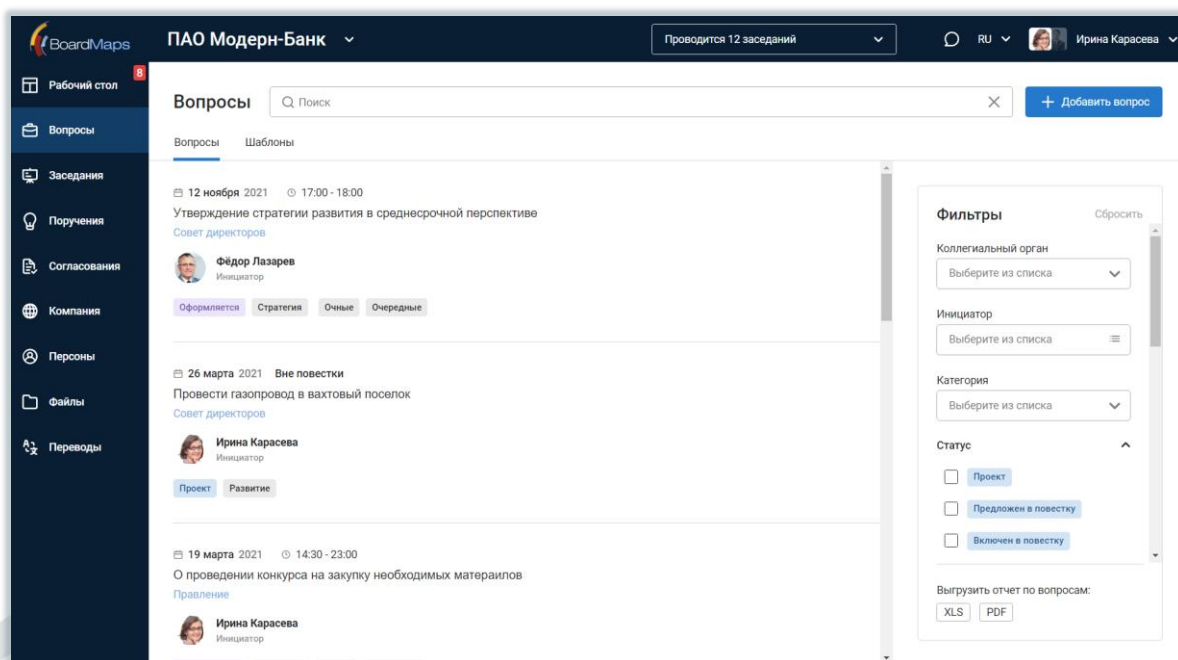 BoardMaps
ПАО Модерн-Банк
Проводится 12 заседаний
RU
Ирина Карасева
Рабочий стол
8
Вопросы
Заседания
Поручения
Согласования
Компания
Персоны
Файлы
Переводы
Вопросы
Поиск
+ Добавить вопрос
Вопросы Шаблоны
12 ноября 2021 17:00 - 18:00
Утверждение стратегии развития в среднесрочной перспективе
Совет директоров
Фёдор Лазарев
Инициатор
Оформляется Стратегия Очные Очередные
26 марта 2021 Вне повестки
Провести газопровод в вахтовый поселок
Совет директоров
Ирина Карасева
Инициатор
Проект Развитие
19 марта 2021 14:30 - 23:00
О проведении конкурса на закупку необходимых матераилов
Правление
Ирина Карасева
Инициатор
Фильтры Сбросить
Коллегиальный орган
Выберите из списка
Инициатор
Выберите из списка
Категория
Выберите из списка
Статус
Проект
Предложен в повестку
Включен в повестку
Выгрузить отчет по вопросам:
XLS PDF